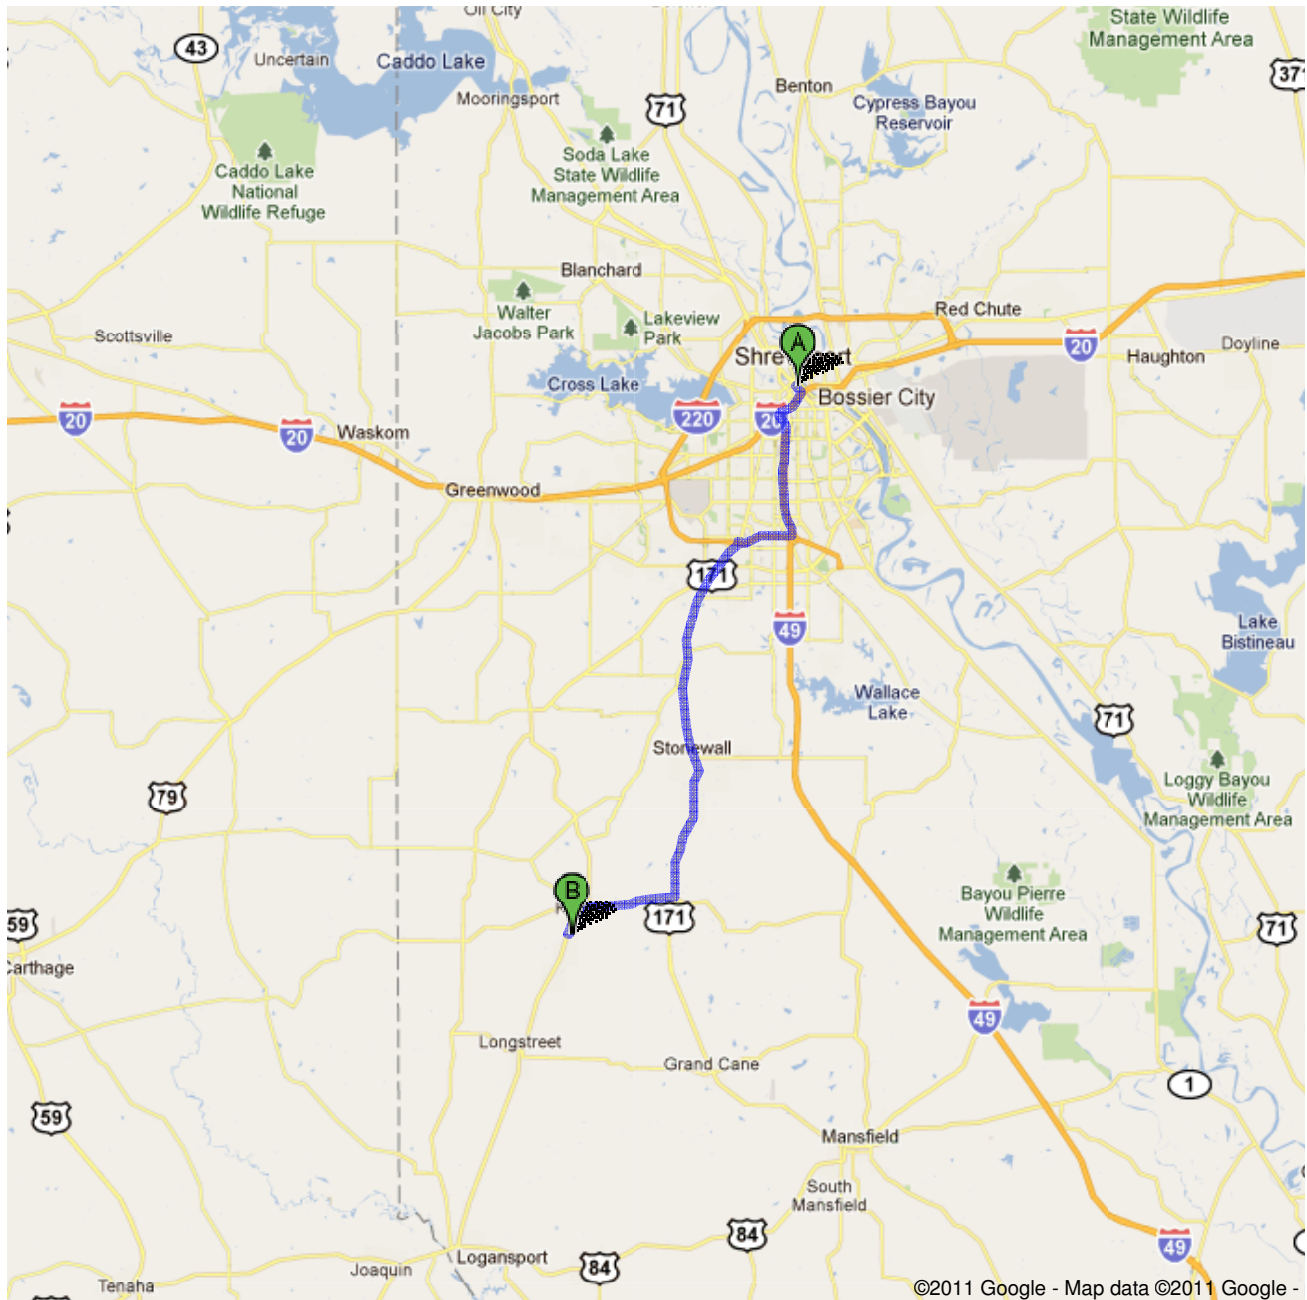 Oil City
State Wildlife
Management Area
43
Uncertain
Caddo Lake
371
Mooringsport
71
Benton
Cypress Bayou
Reservoir
Soda Lake
State Wildlife
Management Area
Caddo Lake
National
Wildlife Refuge
Blanchard
Walter
Jacobs Park
Lakeview
Park
Red Chute
Scottsville
A
20
Haughton
Doyline
Cross Lake
Bossier City
220
20
20
20
Waskom
Greenwood
171
49
Lake
Bistineau
Wallace
Lake
71
Stonewall
79
Loggy Bayou
Wildlife
Management Area
B
Bayou Pierre
Wildlife
Management Area
171
59
71
Carthage
49
Longstreet
Grand Cane
1
59
Mansfield
South
Mansfield
84
49
Logansport
84
Joaquin
Tenaha
©2011 Google - Map data ©2011 Google -